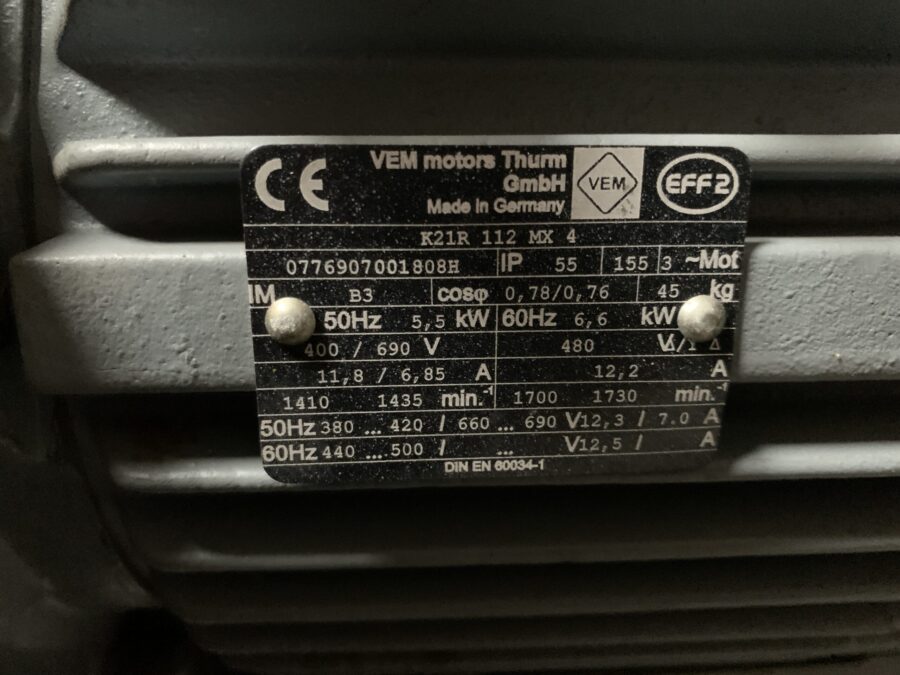 CE VEM motors Thurm
GmbH VEM EFF 2
Made in Germany
K21R 112 MX 4
0776907001808H IP 55 155 3 ~Mot
IM B3 cosφ 0,78/0,76 45 kg
50Hz 5,5 kW 60Hz 6,6 kW
400 / 690 V 480 V
11,8 / 6,85 A 12,2 A
1410 1435 min.-1 1700 1730 min.-1
50Hz 380 ... 420 / 660 ... 690 V 12,3 / 7.0 A
60Hz 440 ... 500 / ... V 12,5 / A
DIN EN 60034-1